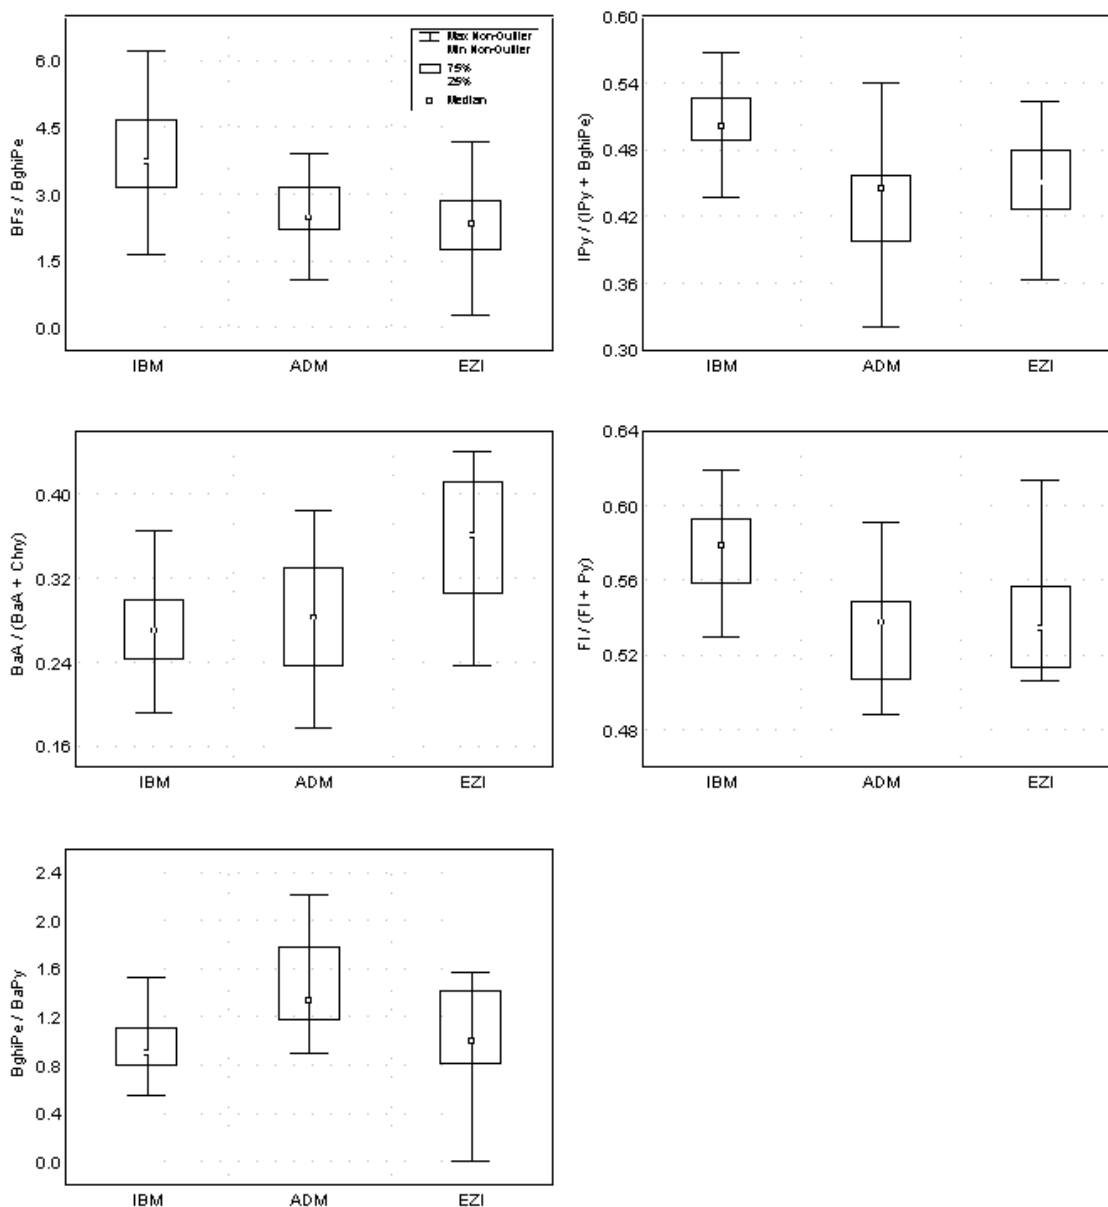 BFs / BghiPe
6.0
4.5
3.0
1.5
0.0
Max Non-Outlier
Min Non-Outlier
75%
25%
Median
IBM ADM EZI
IPy / (IPy + BghiPe)
0.60
0.54
0.48
0.42
0.36
0.30
IBM ADM EZI
BaA / (BaA + Chry)
0.40
0.32
0.24
0.16
IBM ADM EZI
Fl / (Fl + Py)
0.64
0.60
0.56
0.52
0.48
IBM ADM EZI
BghiPe / BaPy
2.4
2.0
1.6
1.2
0.8
0.4
0.0
IBM ADM EZI